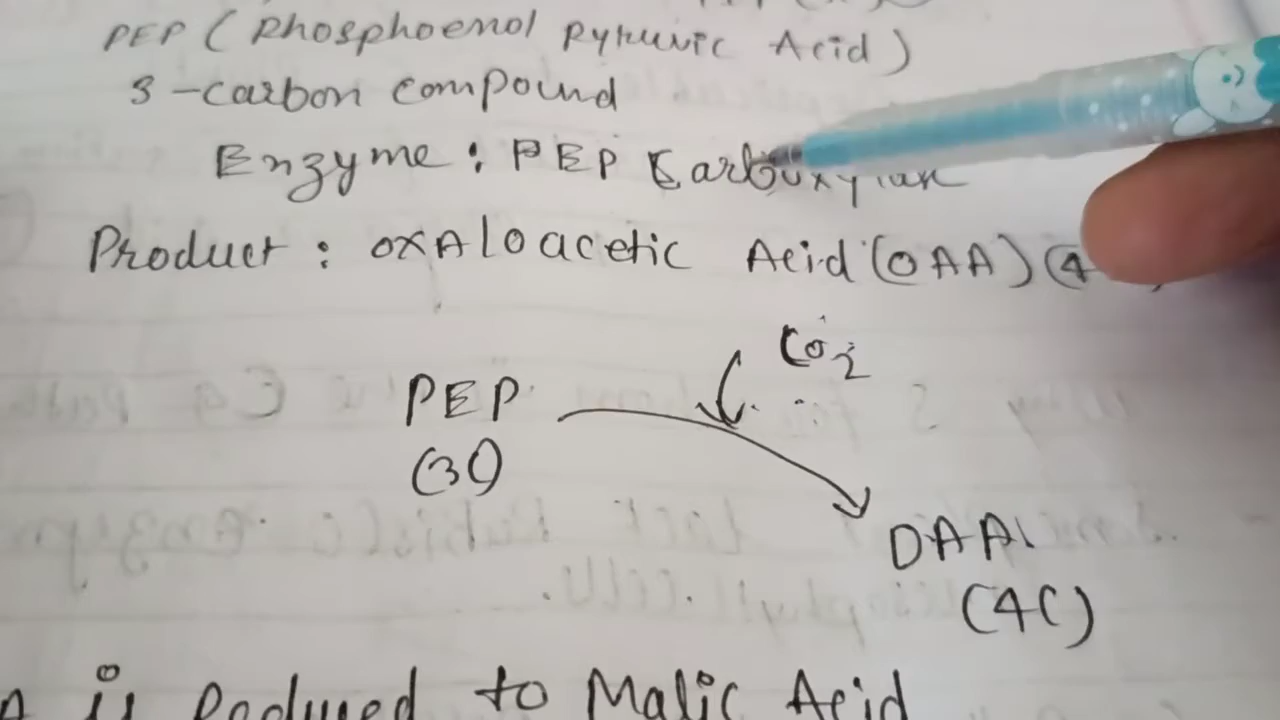 PEP ( Phosphoenol Pyruvic Acid )
3 -carbon compound
Enzyme : PEP
Product : OXAloacetic Acid (OAA) (4
CO2
PEP
(3C)
OAA
(4C)
A is Reduced to Malic Acid